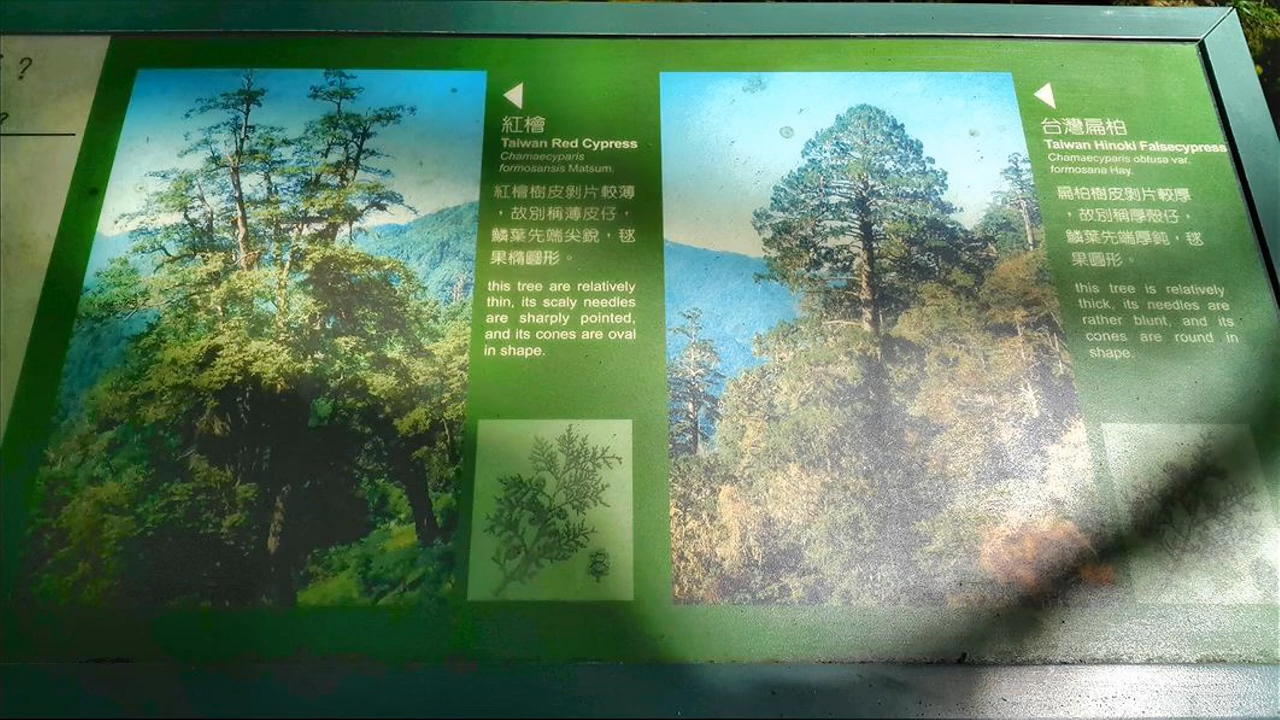 ?
?
紅檜
Taiwan Red Cypress
Chamaecyparis
formosansis Matsum.
紅檜樹皮剝片較薄
，故別稱薄皮仔，
鱗葉先端尖銳，毬
果橢圓形。
this tree are relatively
thin, its scaly needles
are sharply pointed,
and its cones are oval
in shape.
台灣扁柏
Taiwan Hinoki Falsecypress
Chamaecyparis obtusa var.
formosana Hay.
扁柏樹皮剝片較厚
，故別稱厚殼仔，
鱗葉先端厚鈍，毬
果圓形。
this tree is relatively
thick, its needles are
rather blunt, and its
cones are round in
shape.